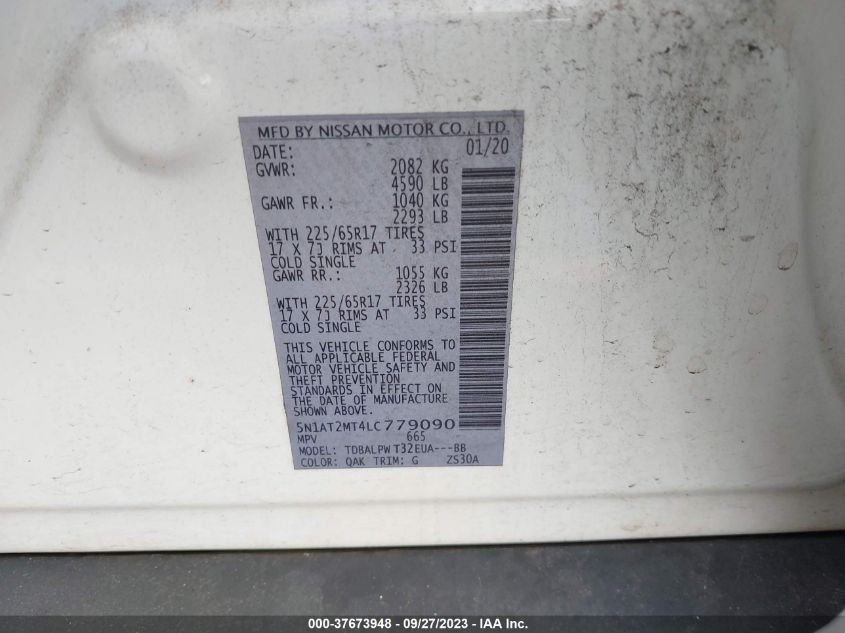 MFD BY NISSAN MOTOR CO., LTD.
DATE: 01/20
GVWR: 2082 KG
4590 LB
GAWR FR.: 1040 KG
2293 LB
WITH 225/65R17 TIRES
17 X 7J RIMS AT 33 PSI
COLD SINGLE
GAWR RR.: 1055 KG
2326 LB
WITH 225/65R17 TIRES
17 X 7J RIMS AT 33 PSI
COLD SINGLE
THIS VEHICLE CONFORMS TO
ALL APPLICABLE FEDERAL
MOTOR VEHICLE SAFETY AND
THEFT PREVENTION
STANDARDS IN EFFECT ON
THE DATE OF MANUFACTURE
SHOWN ABOVE.
5N1AT2MT4LC779090
MPV 665
MODEL: TDBALPWT32EUA---BB
COLOR: QAK TRIM: G ZS30A
000-37673948 - 09/27/2023 - IAA Inc.